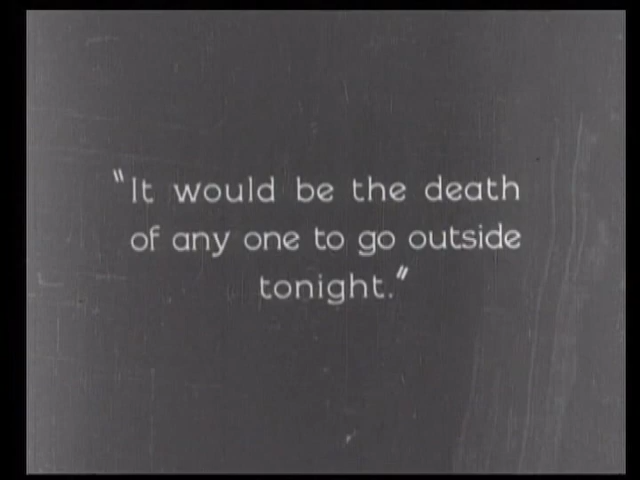 "It would be the death
of any one to go outside
tonight."